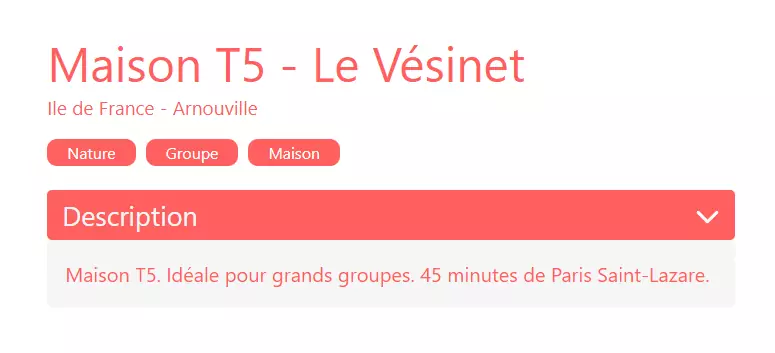 Maison T5 - Le Vésinet
Ile de France - Arnouville
Nature Groupe Maison
Description
Maison T5. Idéale pour grands groupes. 45 minutes de Paris Saint-Lazare.